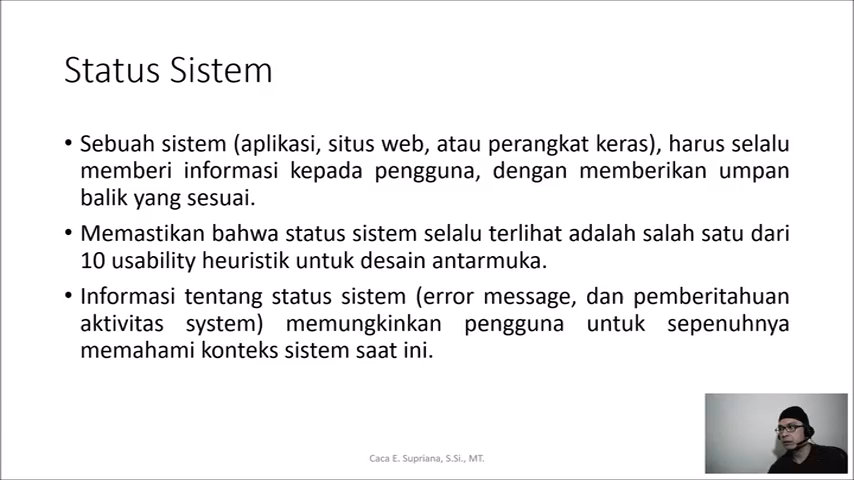 Status Sistem
• Sebuah sistem (aplikasi, situs web, atau perangkat keras), harus selalu
memberi informasi kepada pengguna, dengan memberikan umpan
balik yang sesuai.
• Memastikan bahwa status sistem selalu terlihat adalah salah satu dari
10 usability heuristik untuk desain antarmuka.
• Informasi tentang status sistem (error message, dan pemberitahuan
aktivitas system) memungkinkan pengguna untuk sepenuhnya
memahami konteks sistem saat ini.
Caca E. Supriana, S.Si., MT.